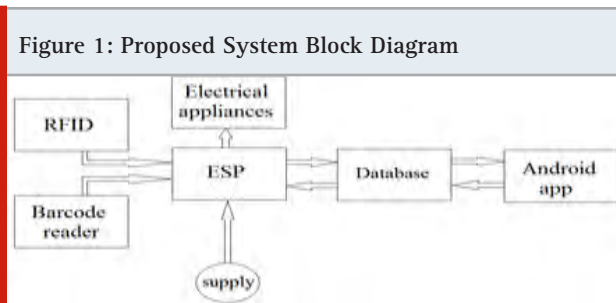 Figure 1: Proposed System Block Diagram
Electrical
appliances
RFID
ESP
Database
Android
app
Barcode
reader
supply